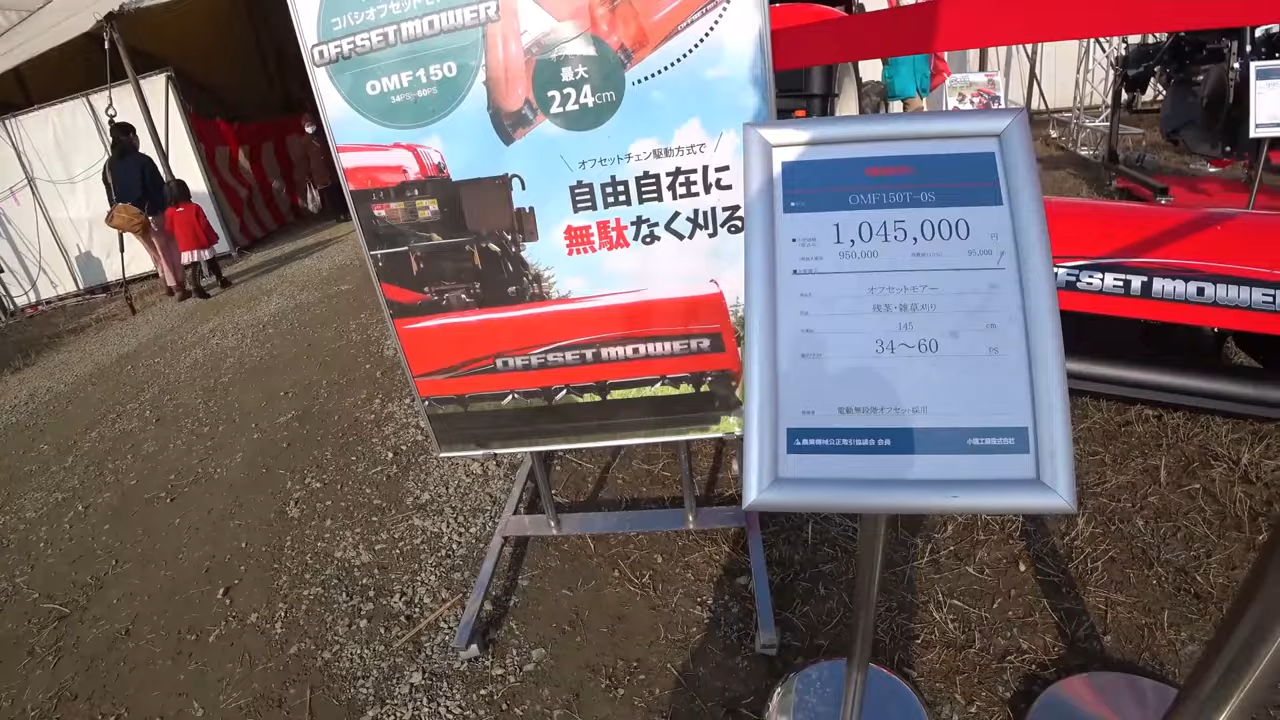 コバシオフセットモ
OFFSET MOWER
OMF150
34PS~60PS
最大
224cm
オフセットチェン駆動方式で
自由自在に
無駄なく刈る
OFFSET MOWER
OMF150T-0S
1,045,000 円
950,000
95,000
オフセットモアー
残茎・雑草刈り
145 cm
34～60 PS
電動無段階オフセット採用
農業機械公正取引協議会 会員
小橋工業株式会社
FFSET MOWER